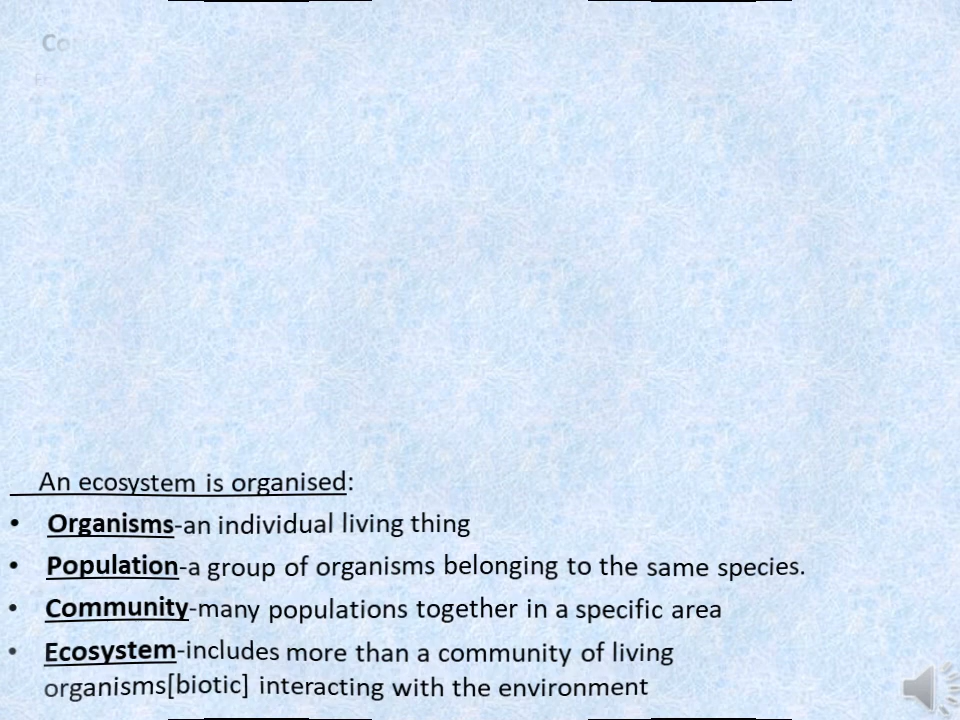 An ecosystem is organised:
• Organisms-an individual living thing
• Population-a group of organisms belonging to the same species.
• Community-many populations together in a specific area
• Ecosystem-includes more than a community of living
organisms[biotic] interacting with the environment